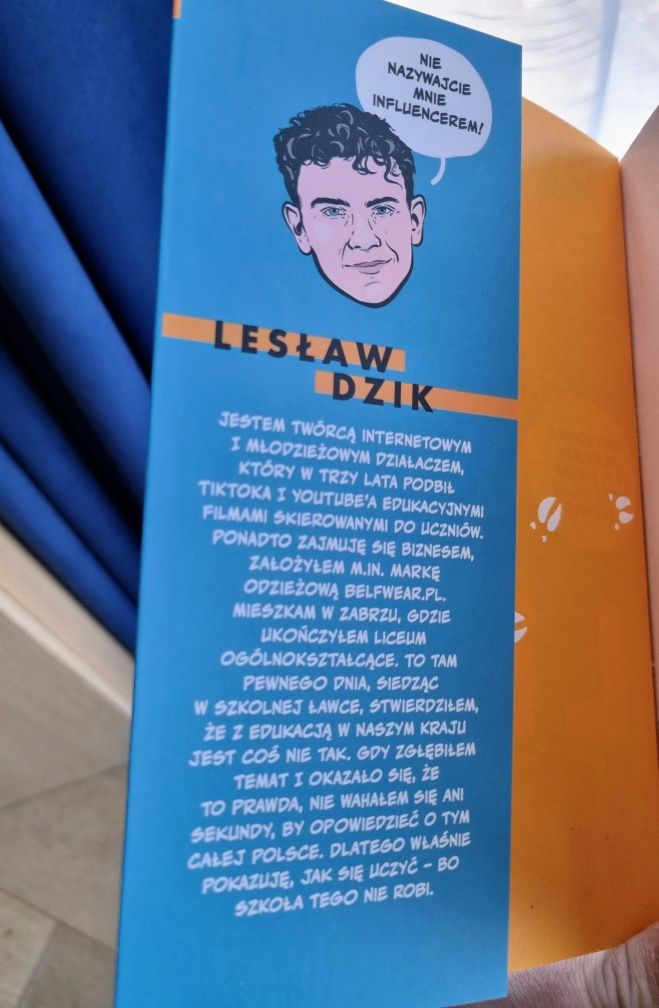 NIE
NAZYWAJCIE
MNIE
INFLUENCEREM!
LESŁAW
DZIK
JESTEM TWÓRCĄ INTERNETOWYM
I MŁODZIEŻOWYM DZIAŁACZEM,
KTÓRY W TRZY LATA PODBIŁ
TIKTOKA I YOUTUBE'A EDUKACYJNYMI
FILMAMI SKIEROWANYMI DO UCZNIÓW.
PONADTO ZAJMUJĘ SIĘ BIZNESEM,
ZAŁOŻYŁEM M.IN. MARKĘ
ODZIEŻOWĄ BELFWEAR.PL.
MIESZKAM W ZABRZU, GDZIE
UKOŃCZYŁEM LICEUM
OGÓLNOKSZTAŁCĄCE. TO TAM
PEWNEGO DNIA, SIEDZĄC
W SZKOLNEJ ŁAWCE, STWIERDZIŁEM,
ŻE Z EDUKACJĄ W NASZYM KRAJU
JEST COŚ NIE TAK. GDY ZGŁĘBIŁEM
TEMAT I OKAZAŁO SIĘ, ŻE
TO PRAWDA, NIE WAHAŁEM SIĘ ANI
SEKUNDY, BY OPOWIEDZIEĆ O TYM
CAŁEJ POLSCE. DLATEGO WŁAŚNIE
POKAZUJĘ, JAK SIĘ UCZYĆ – BO
SZKOŁA TEGO NIE ROBI.